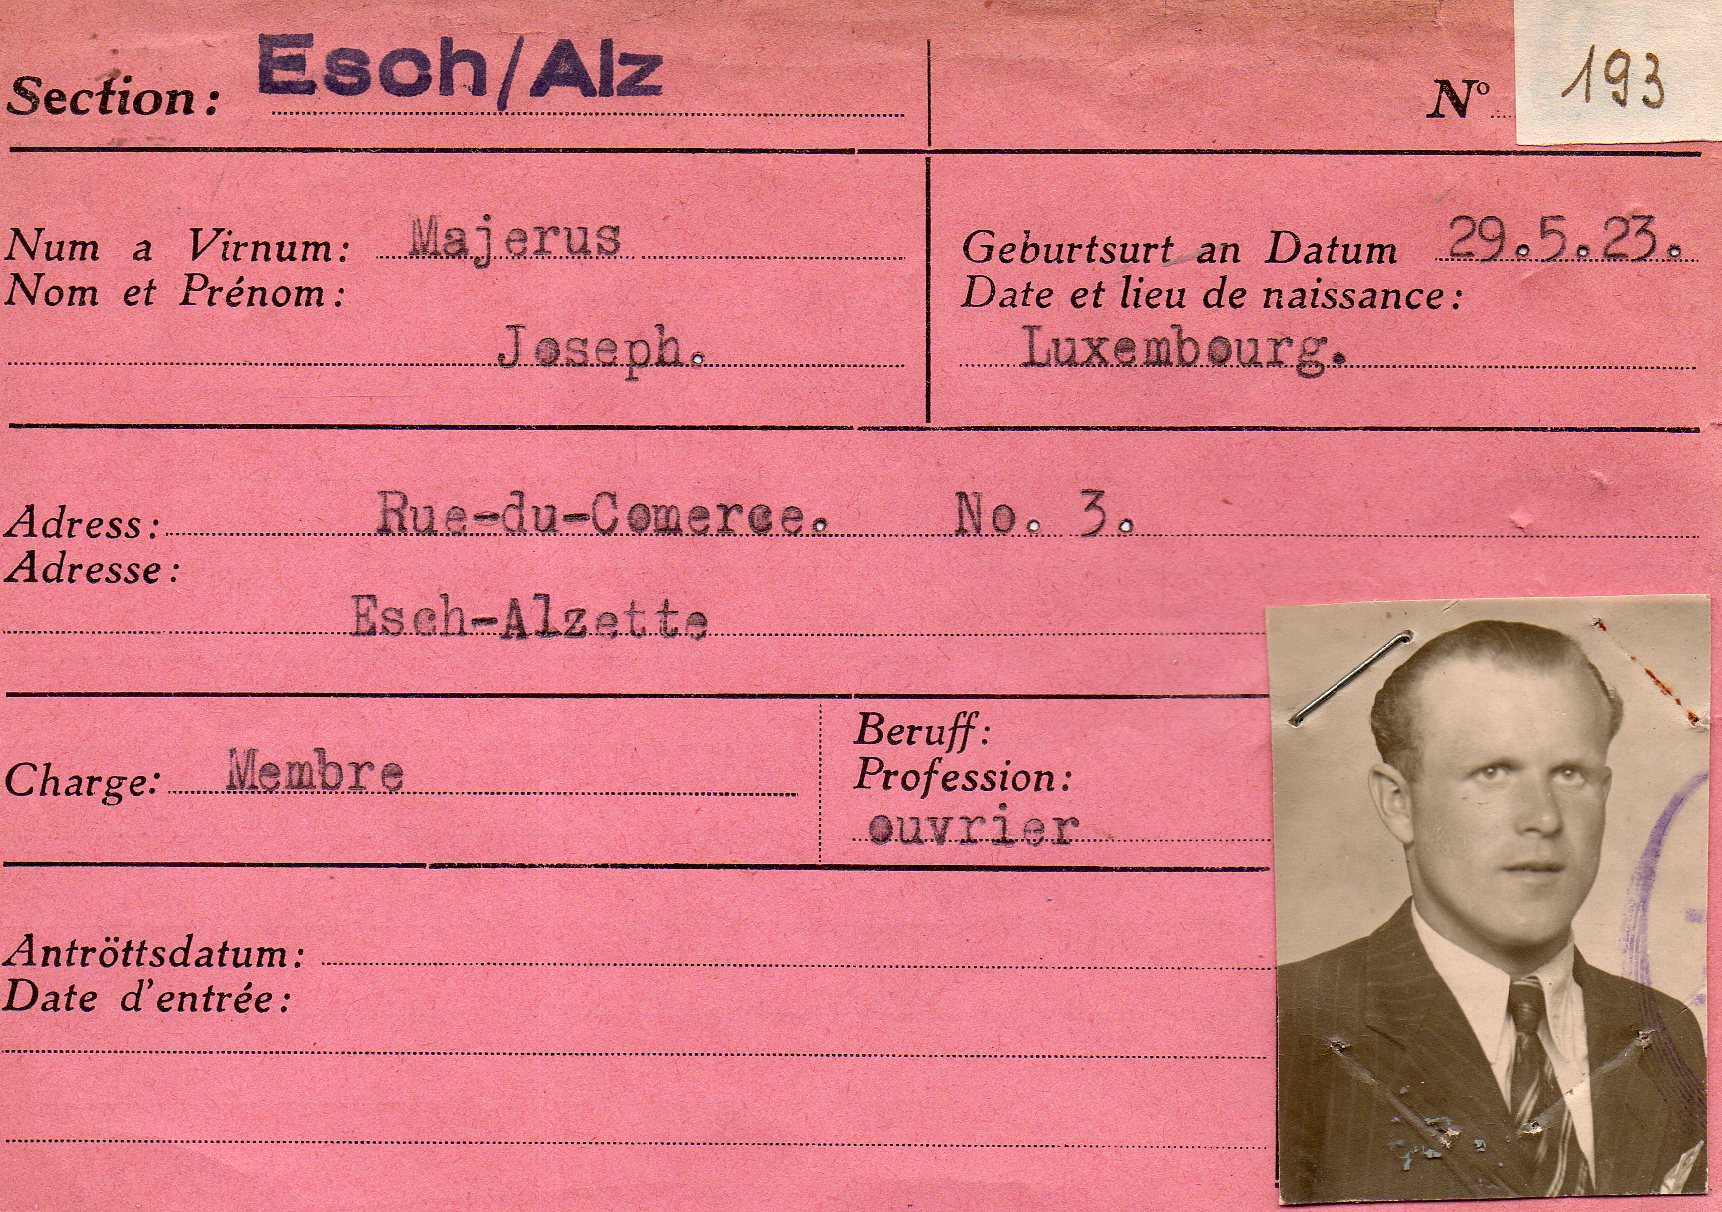 Section: Esch/Alz
Nº 193
Num a Virnum: Majerus
Nom et Prénom:
Joseph.
Geburtsurt an Datum 29.5.23.
Date et lieu de naissance:
Luxembourg.
Adress: Rue-du-Comerce. No. 3.
Adresse:
Esch-Alzette
Charge: Membre
Beruff:
Profession:
ouvrier
Antröttsdatum:
Date d'entrée: